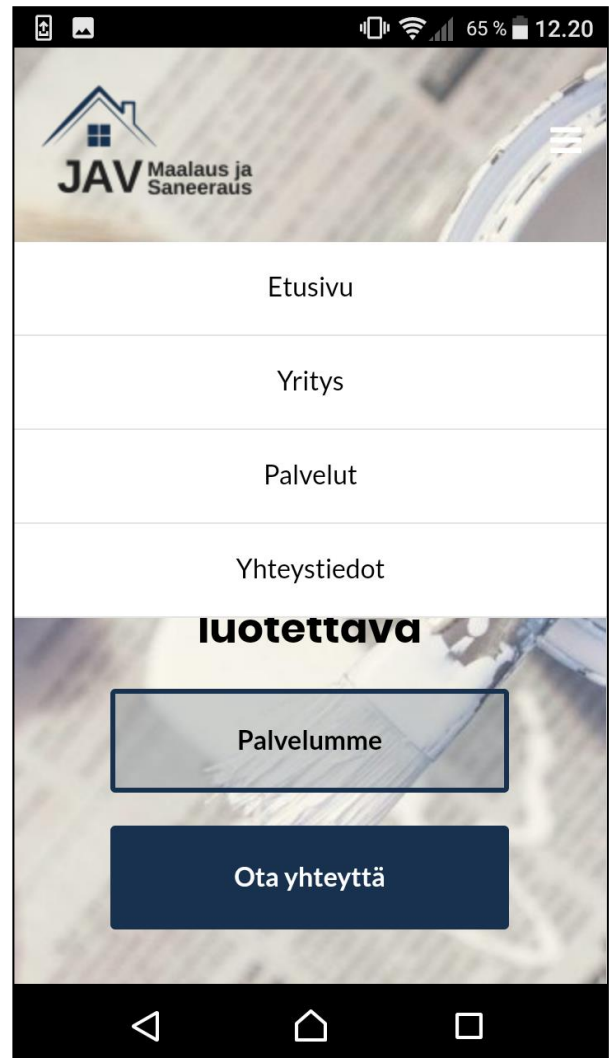 65 % 12.20
JAV Maalaus ja
Saneeraus
Etusivu
Yritys
Palvelut
Yhteystiedot
luotettava
Palvelumme
Ota yhteyttä